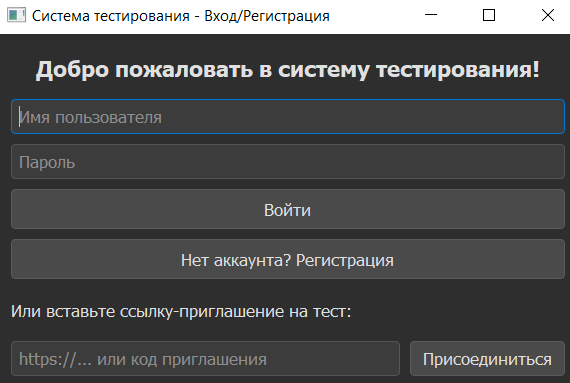 Система тестирования - Вход/Регистрация
Добро пожаловать в систему тестирования!
Имя пользователя
Пароль
Войти
Нет аккаунта? Регистрация
Или вставьте ссылку-приглашение на тест:
https://... или код приглашения
Присоединиться